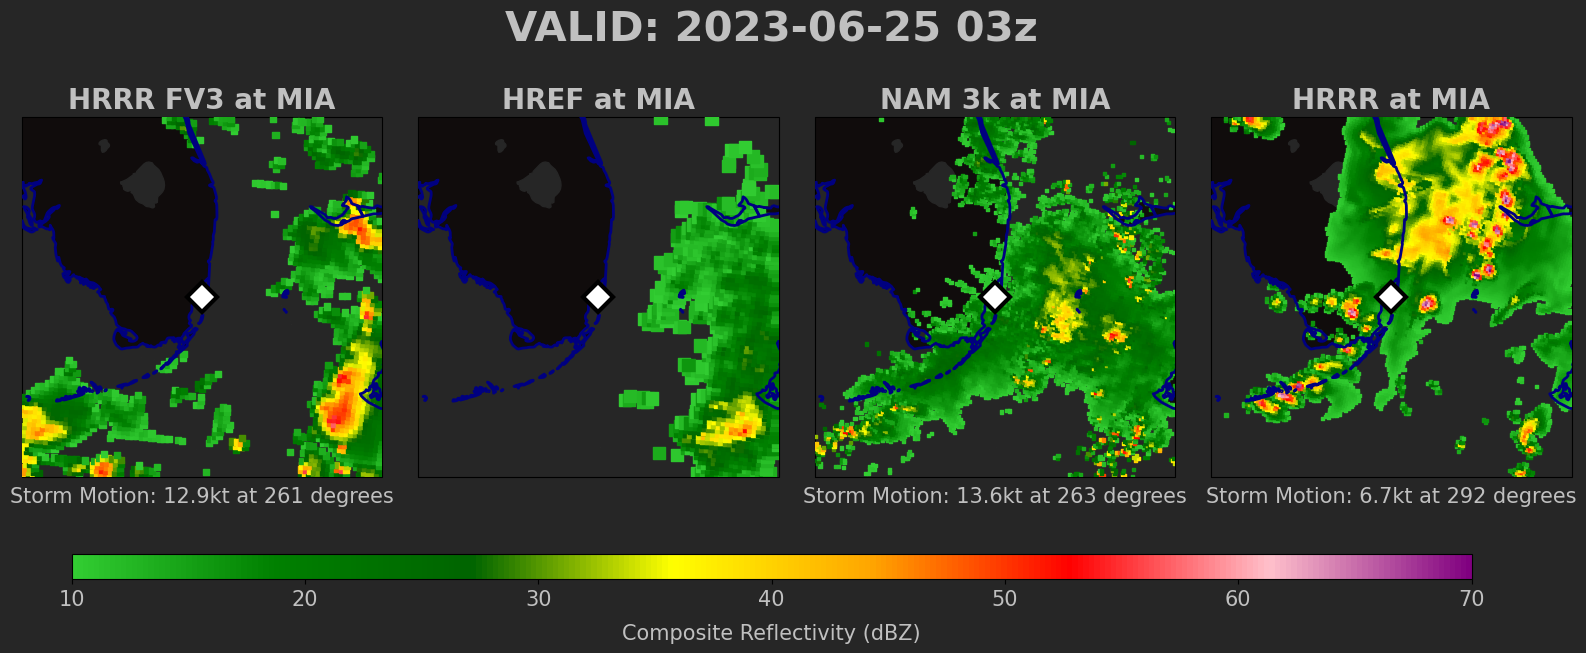 VALID: 2023-06-25 03z
HRRR FV3 at MIA
HREF at MIA
NAM 3k at MIA
HRRR at MIA
Storm Motion: 12.9kt at 261 degrees
Storm Motion: 13.6kt at 263 degrees
Storm Motion: 6.7kt at 292 degrees
10 20 30 40 50 60 70
Composite Reflectivity (dBZ)